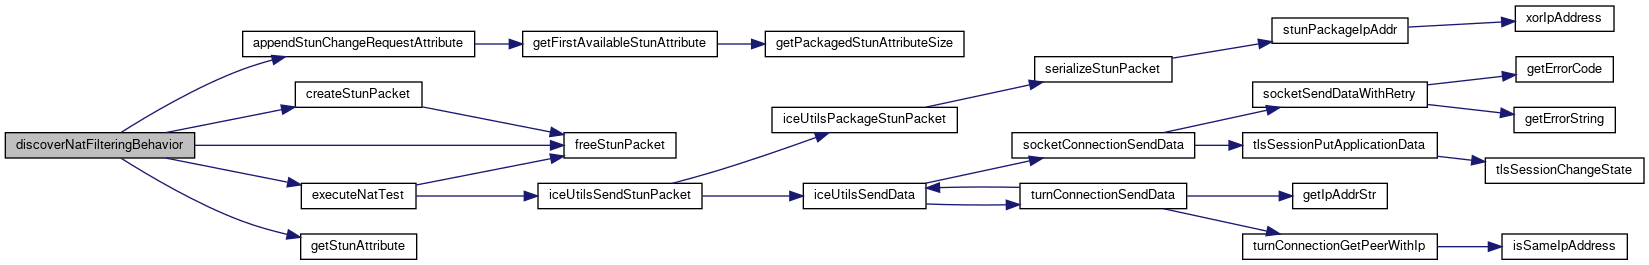 discoverNatFilteringBehavior
appendStunChangeRequestAttribute
createStunPacket
executeNatTest
getStunAttribute
getFirstAvailableStunAttribute
freeStunPacket
iceUtilsSendStunPacket
getPackagedStunAttributeSize
iceUtilsPackageStunPacket
iceUtilsSendData
serializeStunPacket
socketConnectionSendData
turnConnectionSendData
stunPackageIpAddr
socketSendDataWithRetry
tlsSessionPutApplicationData
getIpAddrStr
turnConnectionGetPeerWithIp
xorIpAddress
getErrorCode
getErrorString
tlsSessionChangeState
isSameIpAddress